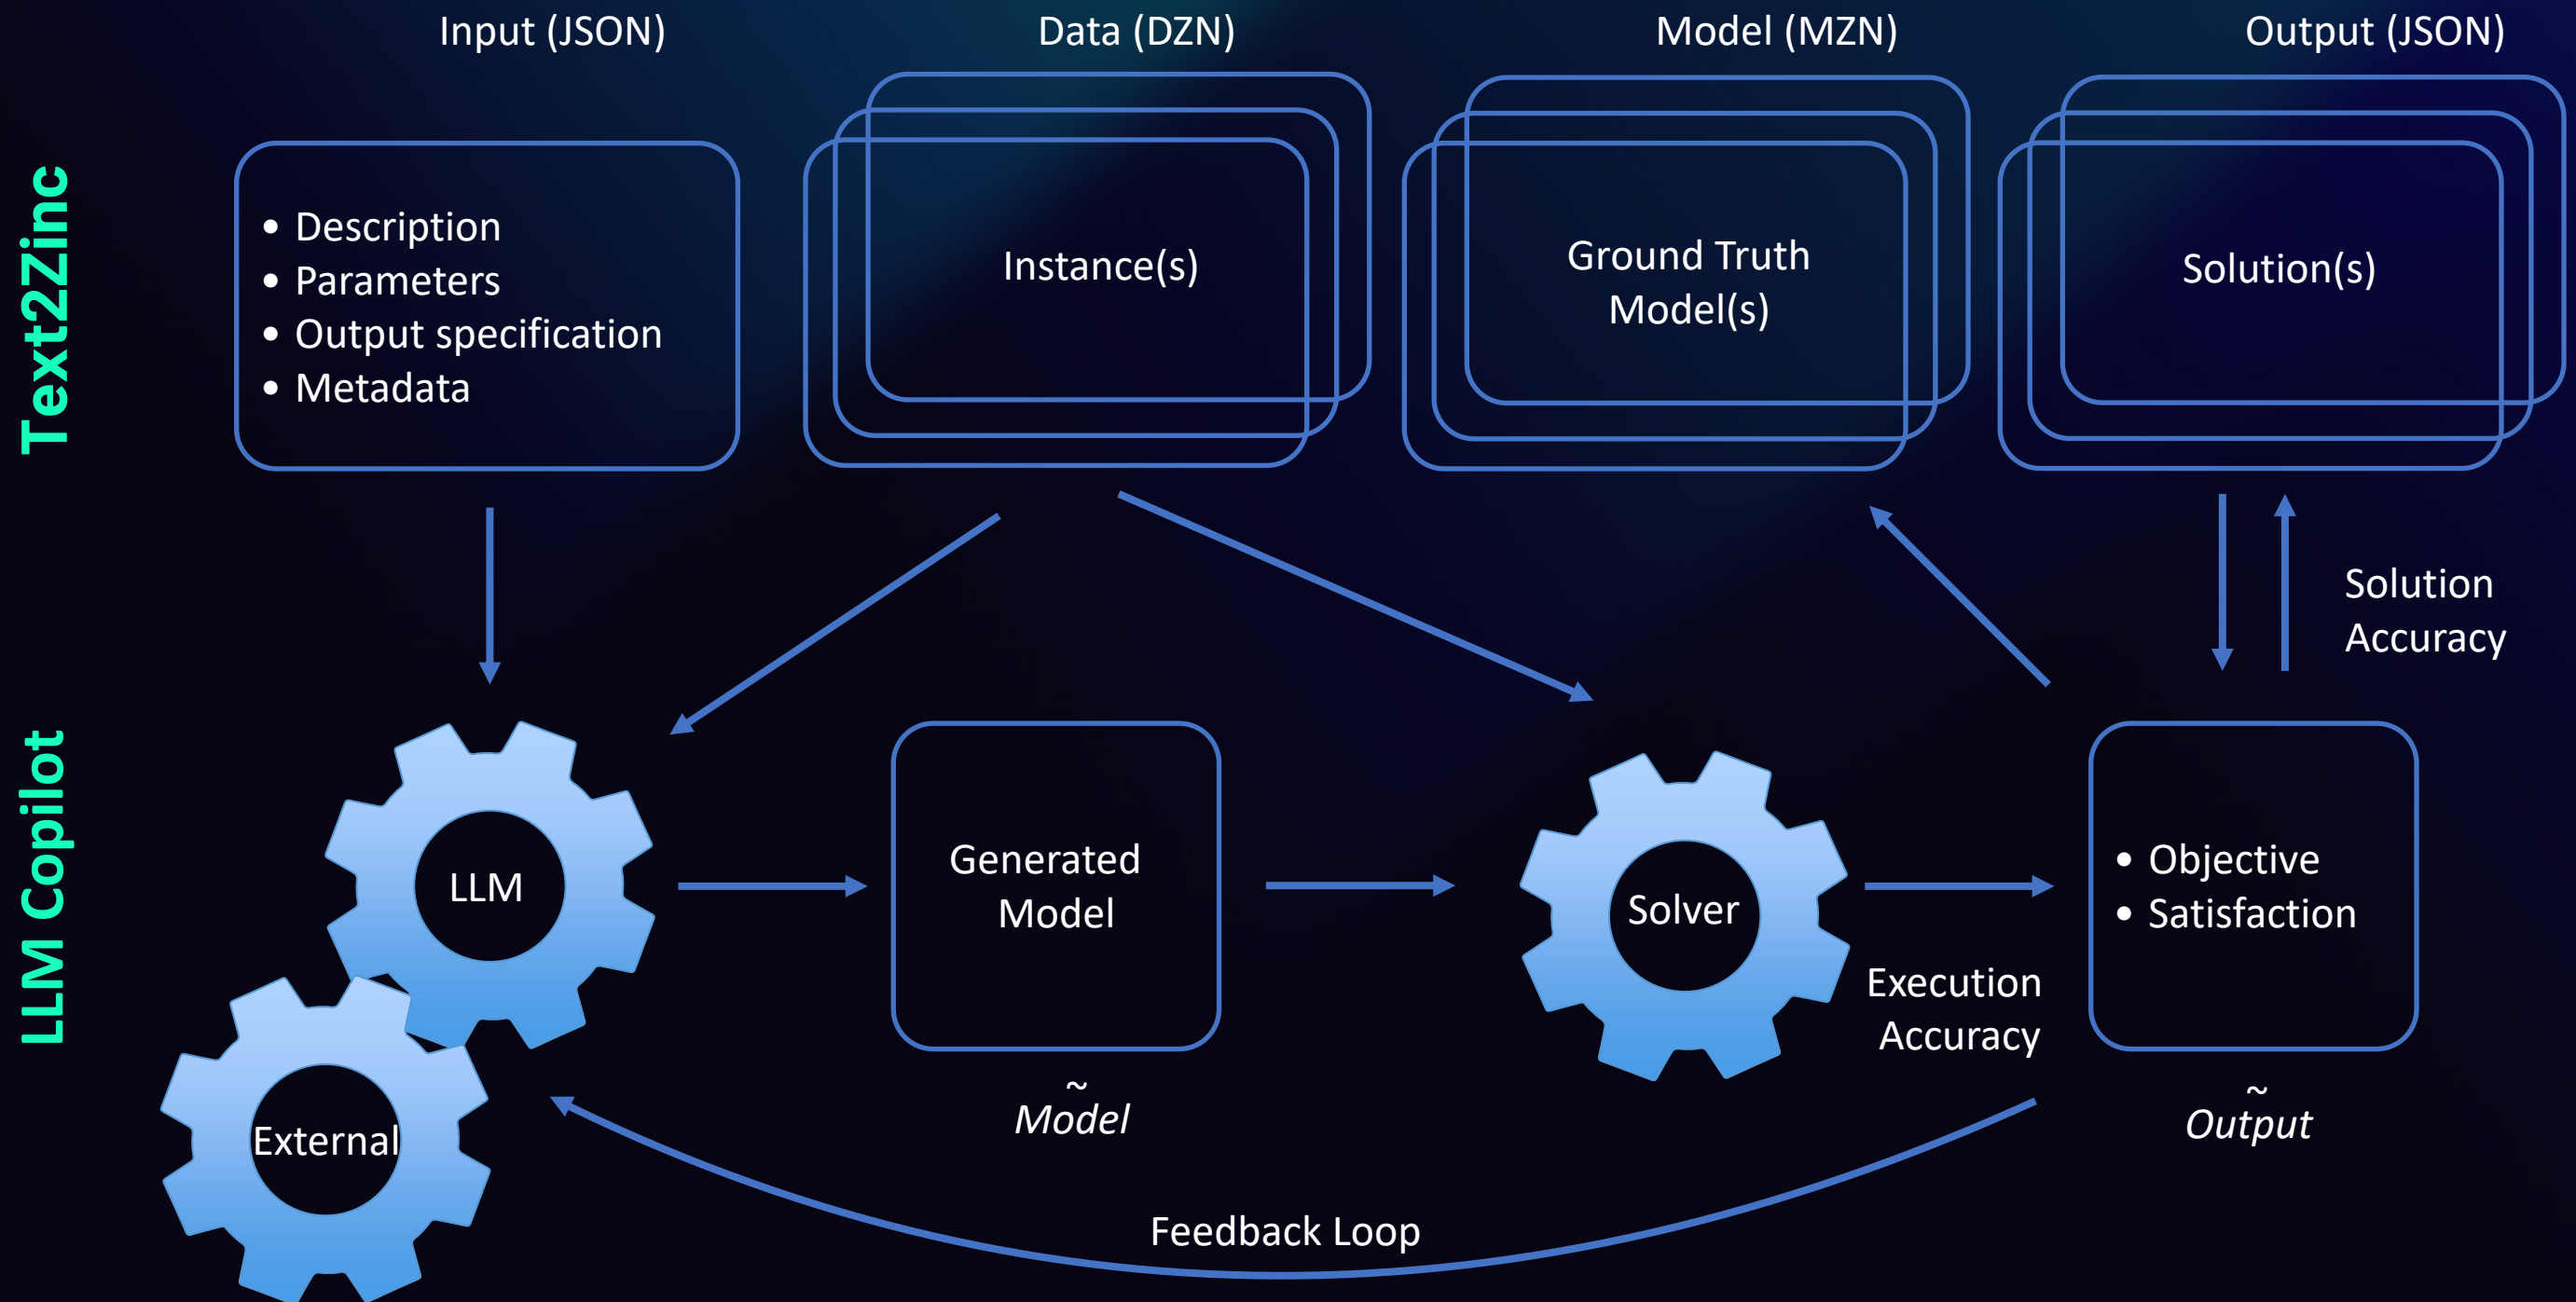 Input (JSON)
Data (DZN)
Model (MZN)
Output (JSON)
Text2Zinc
• Description
• Parameters
• Output specification
• Metadata
Instance(s)
Ground Truth
Model(s)
Solution(s)
Solution
Accuracy
LLM Copilot
LLM
External
Generated
Model
~
Model
Solver
Execution
Accuracy
• Objective
• Satisfaction
~
Output
Feedback Loop